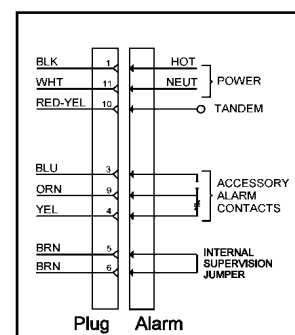 BLK 1 HOT
WHT 11 NEUT POWER
RED-YEL 10 TANDEM
BLU 3
ORN 9 ACCESSORY
ALARM
YEL 4 CONTACTS
BRN 5 INTERNAL
SUPERVISION
BRN 6 JUMPER
Plug Alarm